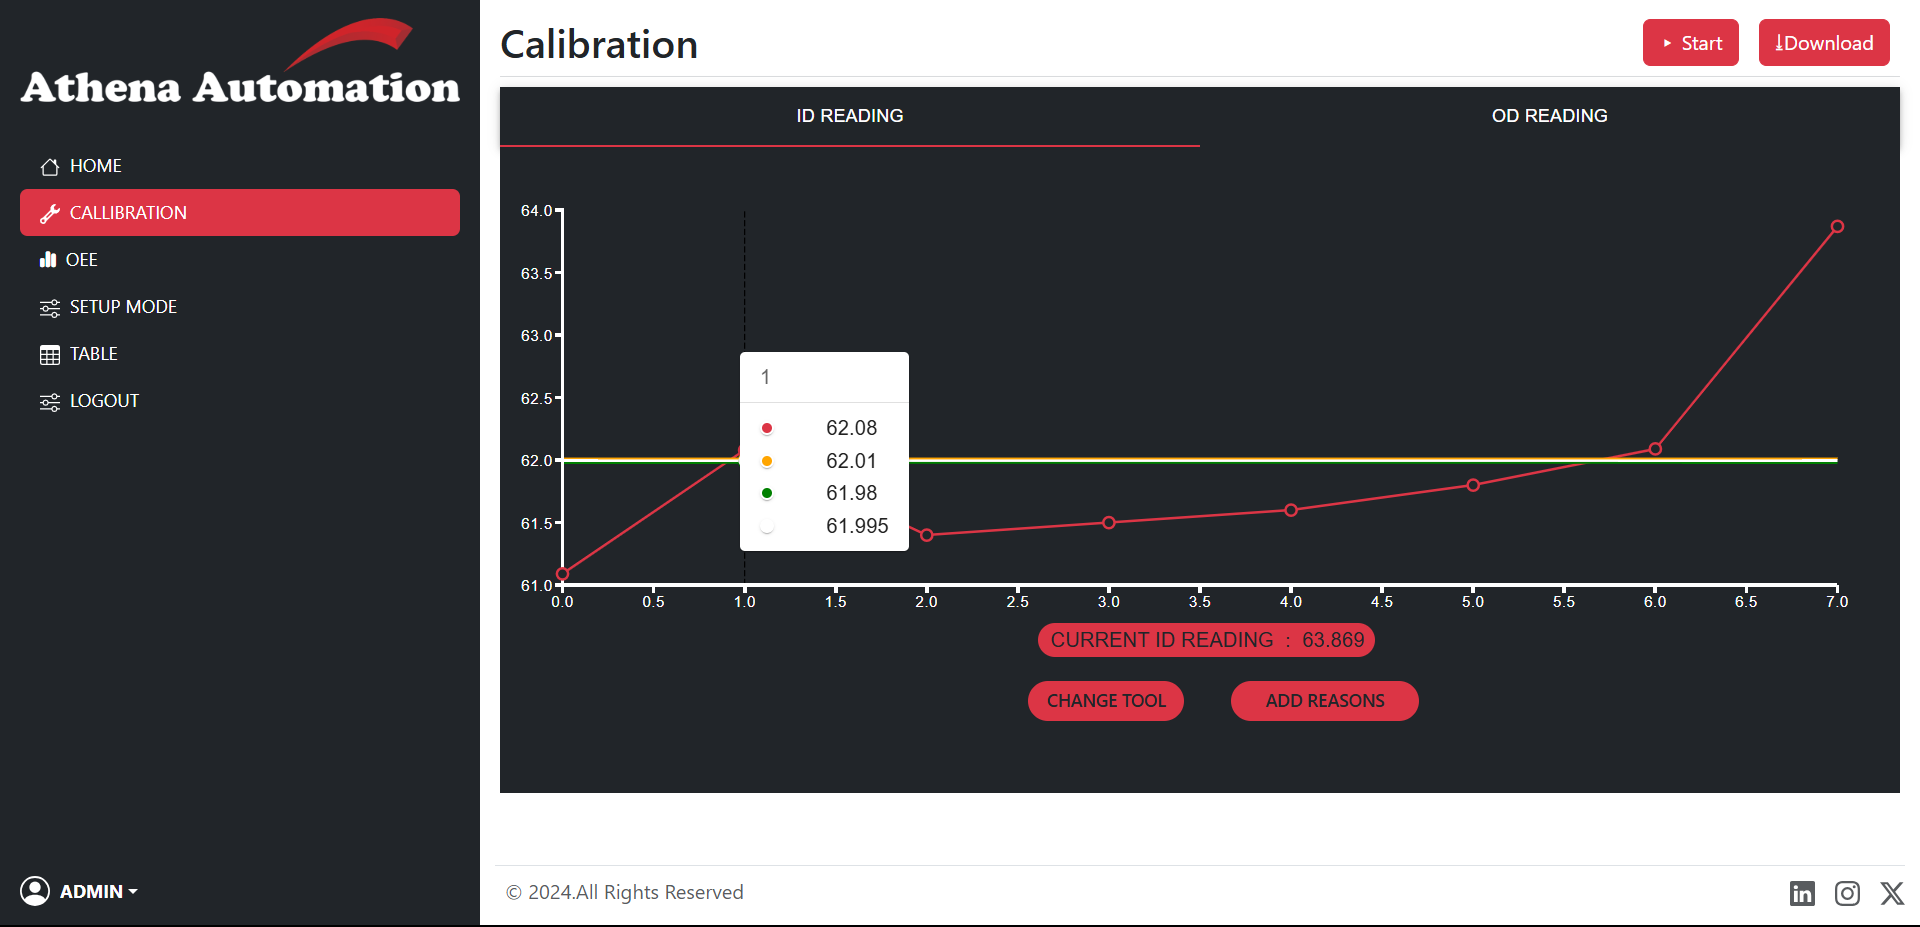 Athena Automation
HOME
CALLIBRATION
OEE
SETUP MODE
TABLE
LOGOUT
ADMIN
Calibration
Start
Download
ID READING
OD READING
64.0
63.5
63.0
62.5
62.0
61.5
61.0
0.0 0.5 1.0 1.5 2.0 2.5 3.0 3.5 4.0 4.5 5.0 5.5 6.0 6.5 7.0
1
62.08
62.01
61.98
61.995
CURRENT ID READING : 63.869
CHANGE TOOL
ADD REASONS
© 2024.All Rights Reserved